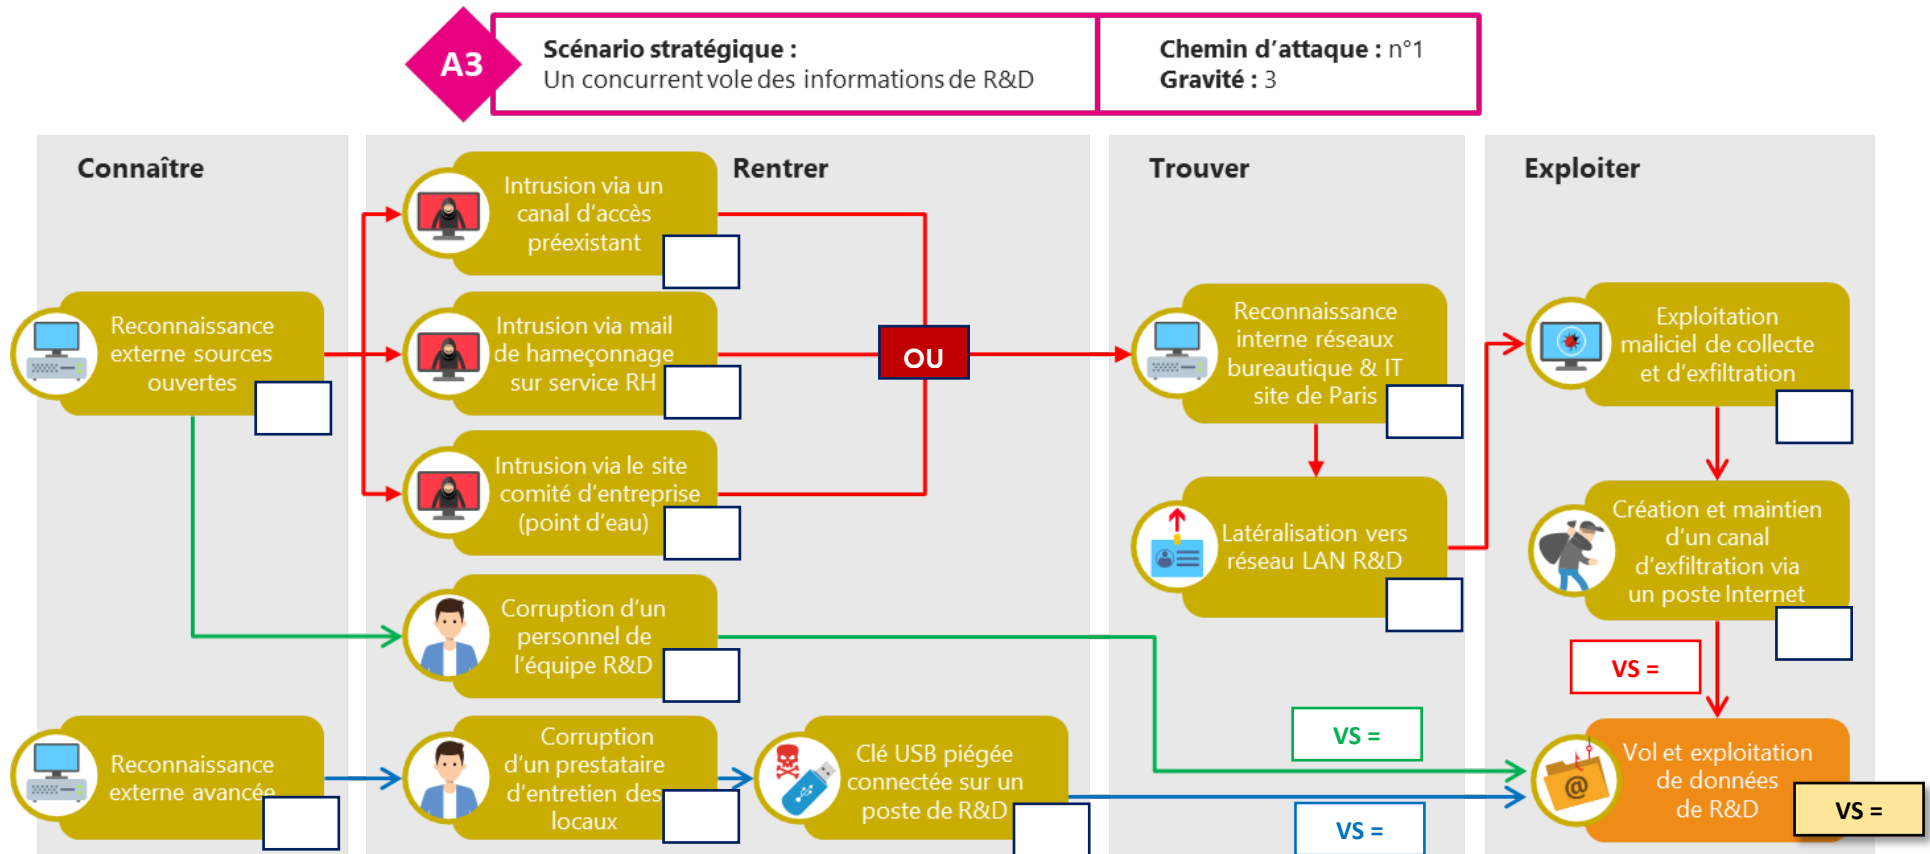 A3
Scénario stratégique :
Un concurrent vole des informations de R&D
Chemin d'attaque : n°1
Gravité : 3
Connaître
Rentrer
Trouver
Exploiter
Intrusion via un
canal d'accès
préexistant
Reconnaissance
externe sources
ouvertes
Intrusion via mail
de hameçonnage
sur service RH
OU
Reconnaissance
interne réseaux
bureautique & IT
site de Paris
Exploitation
maliciel de collecte
et d'exfiltration
Intrusion via le site
comité d'entreprise
(point d'eau)
Latéralisation vers
réseau LAN R&D
Création et maintien
d'un canal
d'exfiltration via
un poste Internet
Corruption d'un
personnel de
l'équipe R&D
VS =
VS =
Reconnaissance
externe avancée
Corruption
d'un prestataire
d'entretien des
locaux
Clé USB piégée
connectée sur un
poste de R&D
VS =
@
Vol et exploitation
de données
de R&D
VS =